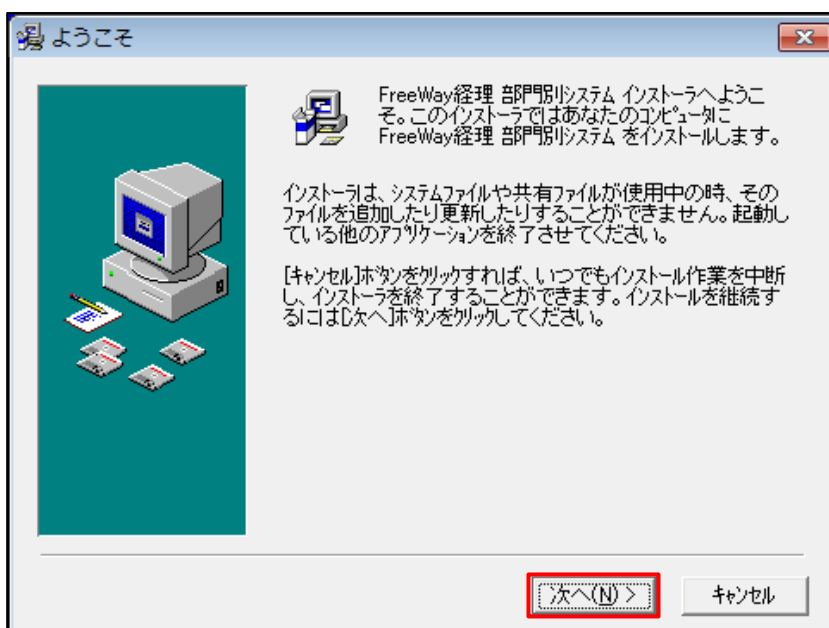 ようこそ
FreeWay経理 部門別システム インストーラへようこ
そ。このインストーラではあなたのコンピュータに
FreeWay経理 部門別システム をインストールします。
インストーラは、システムファイルや共有ファイルが使用中の時、その
ファイルを追加したり更新したりすることができません。起動し
ている他のアプリケーションを終了させてください。
[キャンセル]ボタンをクリックすれば、いつでもインストール作業を中断
し、インストーラを終了することができます。インストールを継続す
るには[次へ]ボタンをクリックしてください。
次へ(N) >
キャンセル